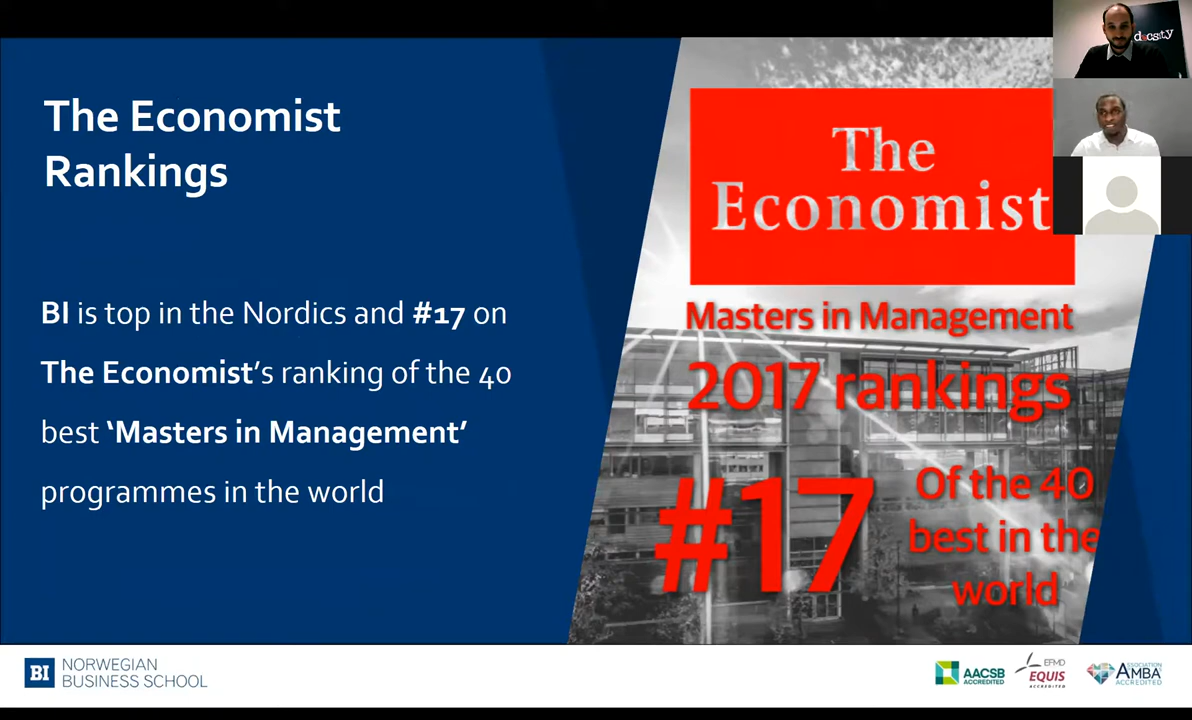 The Economist
Rankings
BI is top in the Nordics and #17 on
The Economist's ranking of the 40
best ‘Masters in Management’
programmes in the world
docsity
The
Economist
Masters in Management
2017 rankings
#17
Of the 40
best in the
world
BI
NORWEGIAN
BUSINESS SCHOOL
AACSB
ACCREDITED
EFMD
EQUIS
ACCREDITED
ASSOCIATION
AMBA
ACCREDITED